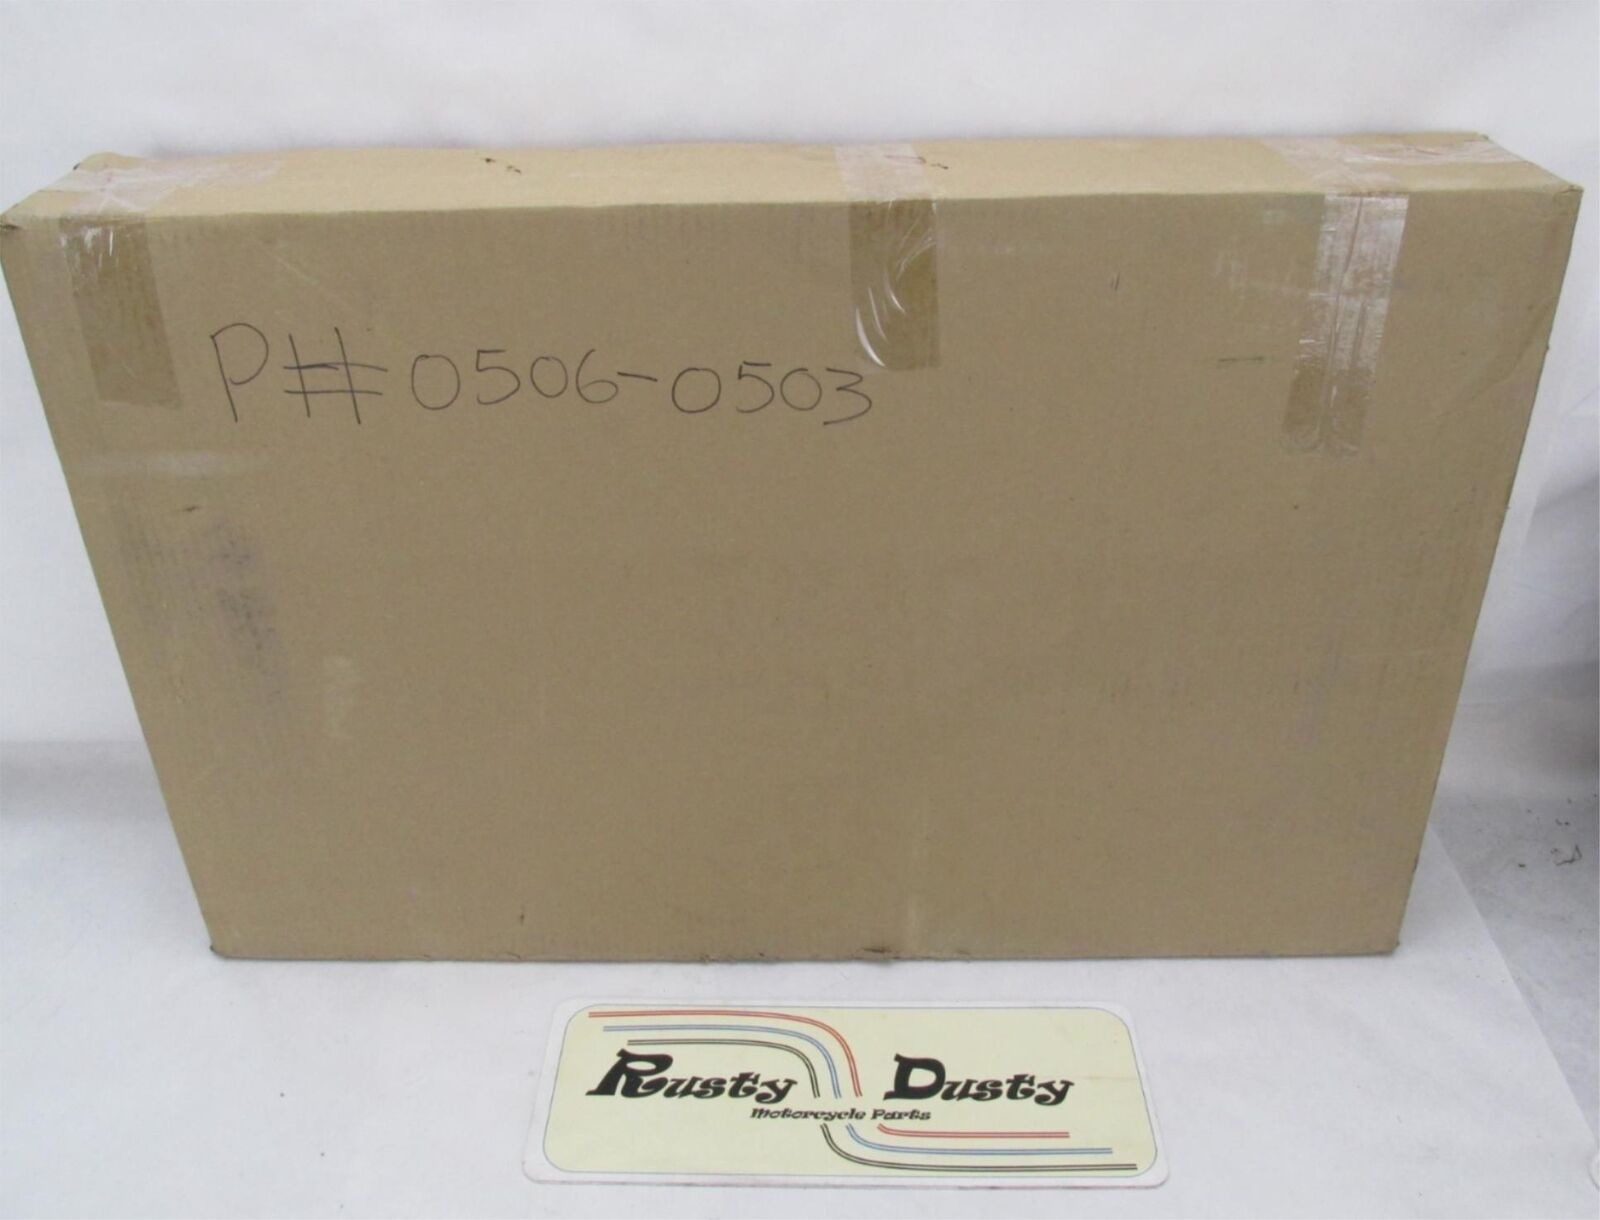 P# 0506-0503
Rusty Dusty
Motorcycle Parts